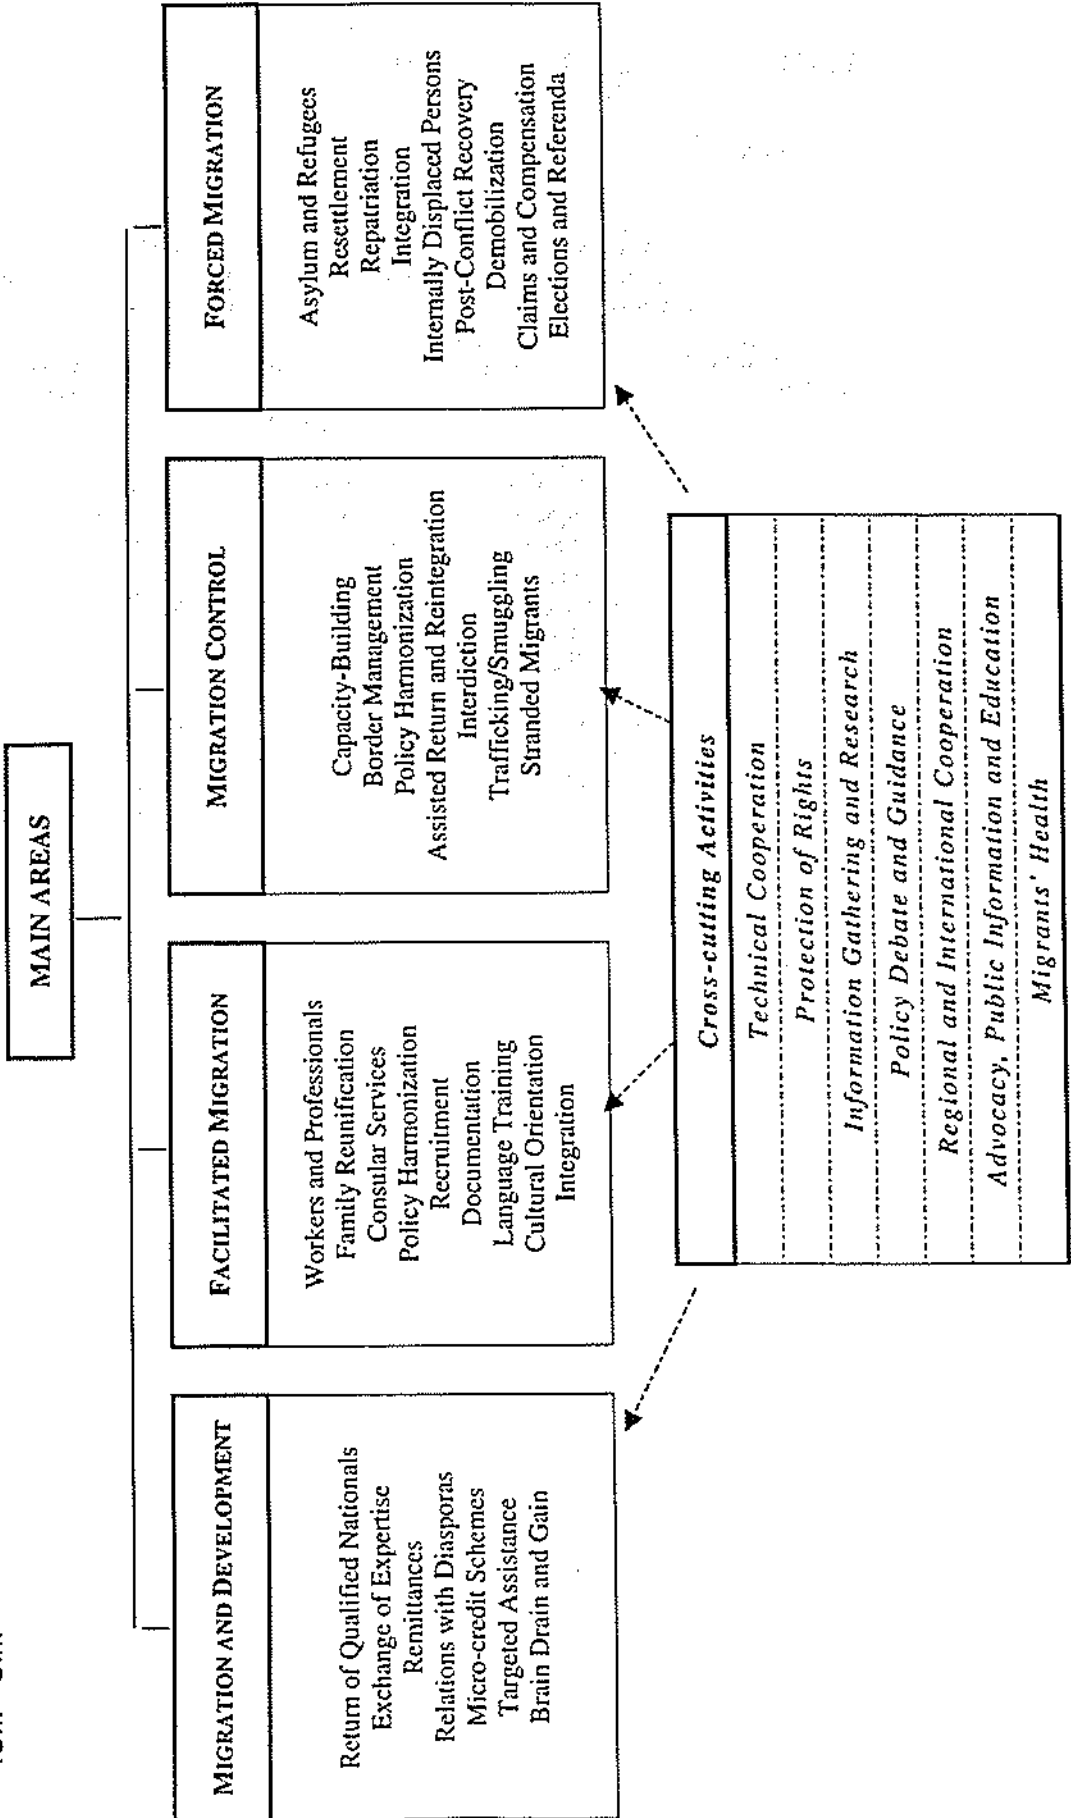 MAIN AREAS
MIGRATION AND DEVELOPMENT
Return of Qualified Nationals
Exchange of Expertise
Remittances
Relations with Diasporas
Micro-credit Schemes
Targeted Assistance
Brain Drain and Gain
FACILITATED MIGRATION
Workers and Professionals
Family Reunification
Consular Services
Policy Harmonization
Recruitment
Documentation
Language Training
Cultural Orientation
Integration
MIGRATION CONTROL
Capacity-Building
Border Management
Policy Harmonization
Assisted Return and Reintegration
Interdiction
Trafficking/Smuggling
Stranded Migrants
FORCED MIGRATION
Asylum and Refugees
Resettlement
Repatriation
Integration
Internally Displaced Persons
Post-Conflict Recovery
Demobilization
Claims and Compensation
Elections and Referenda
Cross-cutting Activities
Technical Cooperation
Protection of Rights
Information Gathering and Research
Policy Debate and Guidance
Regional and International Cooperation
Advocacy, Public Information and Education
Migrants' Health